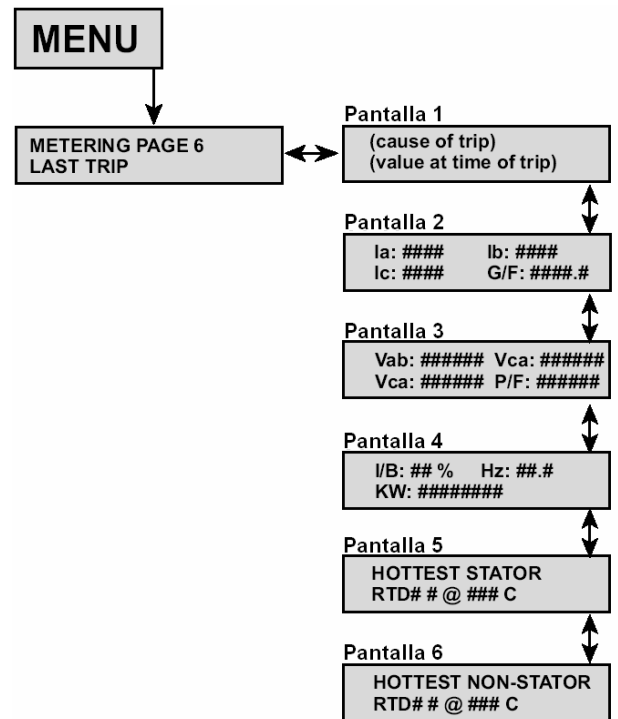 MENU
METERING PAGE 6
LAST TRIP
Pantalla 1
(cause of trip)
(value at time of trip)
Pantalla 2
Ia: #### Ib: ####
Ic: #### G/F: ####.#
Pantalla 3
Vab: ###### Vca: ######
Vca: ###### P/F: ######
Pantalla 4
I/B: ## % Hz: ##.#
KW: ########
Pantalla 5
HOTTEST STATOR
RTD# # @ ### C
Pantalla 6
HOTTEST NON-STATOR
RTD# # @ ### C